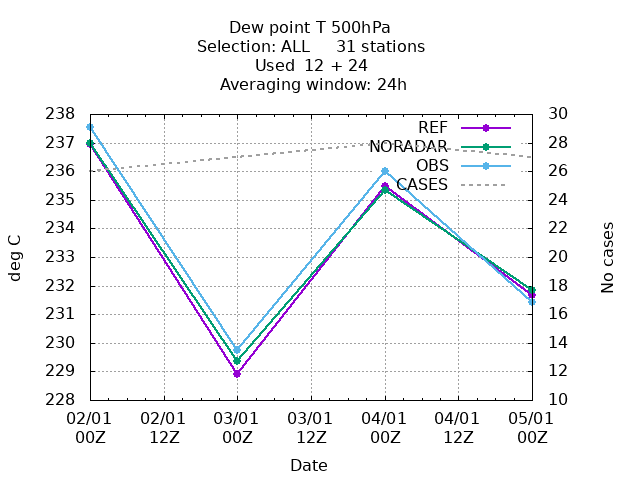 Dew point T 500hPa
Selection: ALL 31 stations
Used 12 + 24
Averaging window: 24h
238 30
REF
237 NORADAR 28
236 OBS 26
CASES
235 24
234 22
233 20
232 18
231 16
230 14
229 12
228 10
deg C
No cases
02/01 02/01 03/01 03/01 04/01 04/01 05/01
00Z 12Z 00Z 12Z 00Z 12Z 00Z
Date